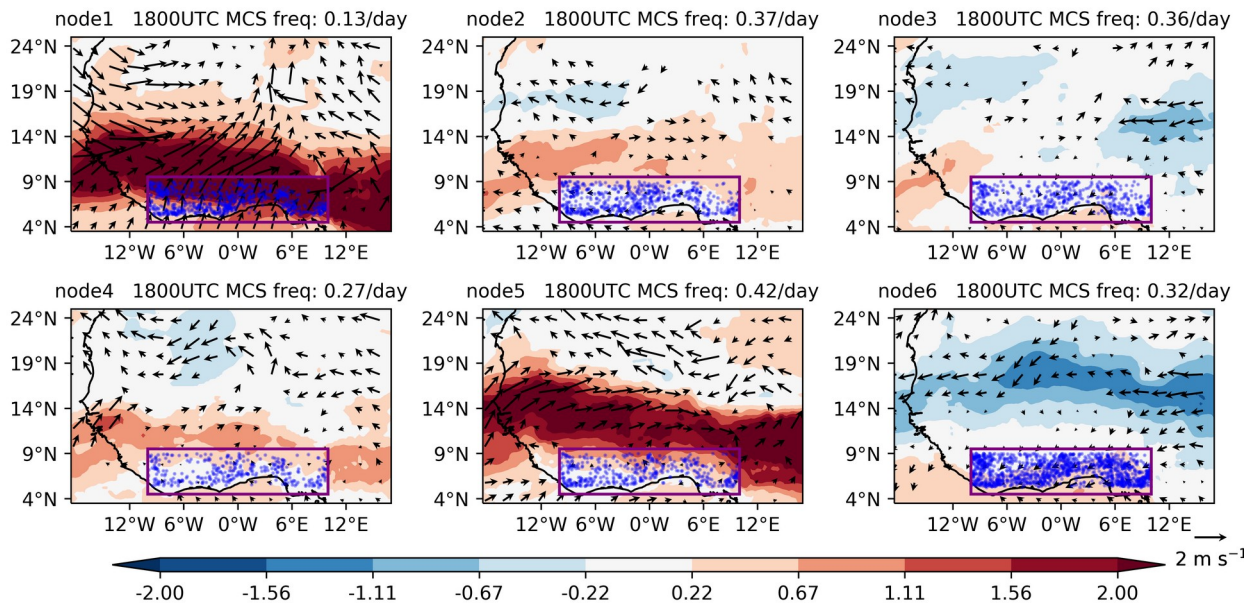 node1 1800UTC MCS freq: 0.13/day
node2 1800UTC MCS freq: 0.37/day
node3 1800UTC MCS freq: 0.36/day
24°N
19°N
14°N
9°N
4°N
12°W 6°W 0°W 6°E 12°E
24°N
19°N
14°N
9°N
4°N
12°W 6°W 0°W 6°E 12°E
24°N
19°N
14°N
9°N
4°N
12°W 6°W 0°W 6°E 12°E
node4 1800UTC MCS freq: 0.27/day
node5 1800UTC MCS freq: 0.42/day
node6 1800UTC MCS freq: 0.32/day
24°N
19°N
14°N
9°N
4°N
12°W 6°W 0°W 6°E 12°E
24°N
19°N
14°N
9°N
4°N
12°W 6°W 0°W 6°E 12°E
24°N
19°N
14°N
9°N
4°N
12°W 6°W 0°W 6°E 12°E
2 m s⁻¹
-2.00 -1.56 -1.11 -0.67 -0.22 0.22 0.67 1.11 1.56 2.00